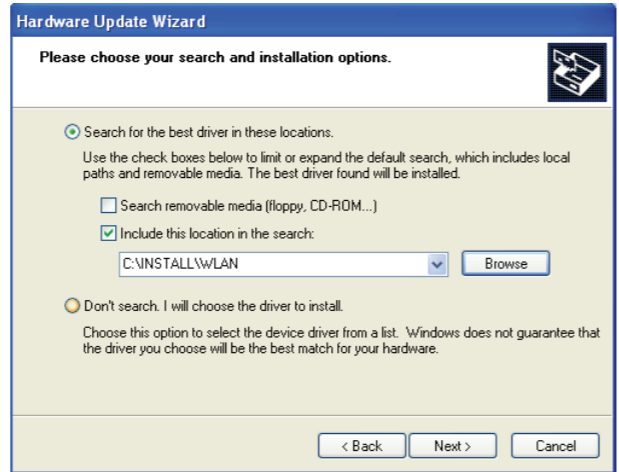 Hardware Update Wizard
Please choose your search and installation options.
Search for the best driver in these locations.
Use the check boxes below to limit or expand the default search, which includes local
paths and removable media. The best driver found will be installed.
Search removable media (floppy, CD-ROM...)
Include this location in the search:
C:\INSTALL\WLAN
Browse
Don't search. I will choose the driver to install.
Choose this option to select the device driver from a list. Windows does not guarantee that
the driver you choose will be the best match for your hardware.
< Back Next > Cancel